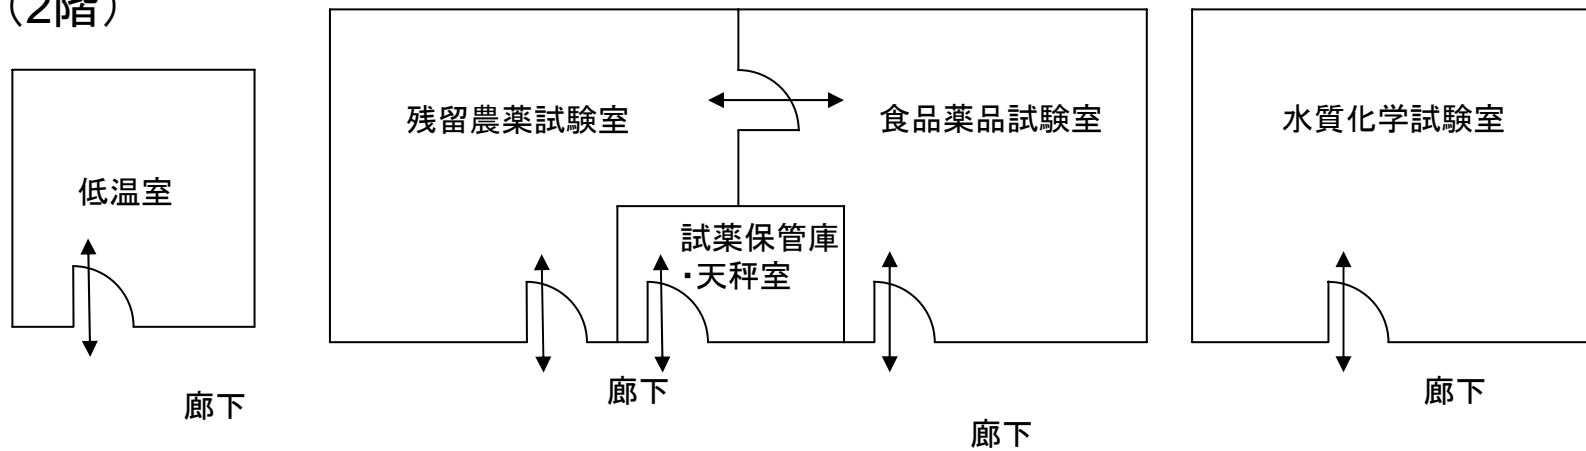 （2階）
残留農薬試験室
食品薬品試験室
水質化学試験室
低温室
試薬保管庫
・天秤室
廊下
廊下
廊下
廊下